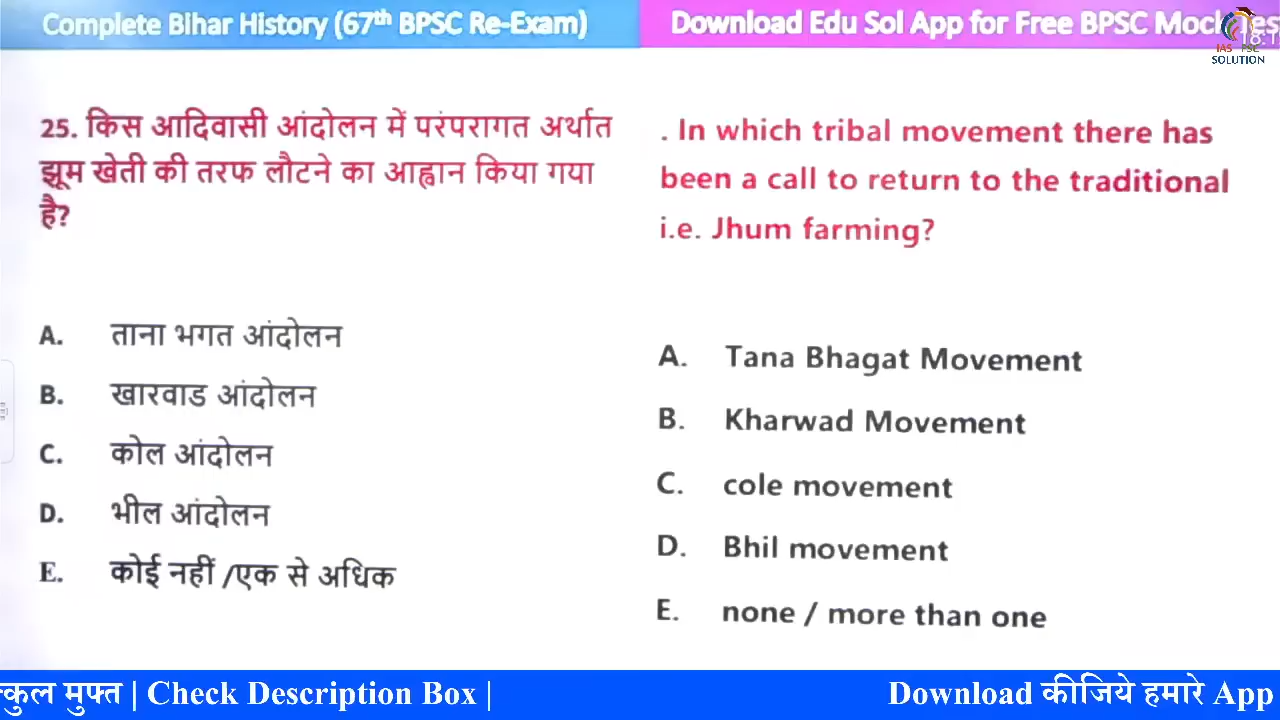 Complete Bihar History (67th BPSC Re-Exam)
Download Edu Sol App for Free BPSC Mock
IAS PSC
SOLUTION
25. किस आदिवासी आंदोलन में परंपरागत अर्थात
झूम खेती की तरफ लौटने का आह्वान किया गया
है?
A. ताना भगत आंदोलन
B. खारवाड आंदोलन
C. कोल आंदोलन
D. भील आंदोलन
E. कोई नहीं /एक से अधिक
. In which tribal movement there has
been a call to return to the traditional
i.e. Jhum farming?
A. Tana Bhagat Movement
B. Kharwad Movement
C. cole movement
D. Bhil movement
E. none / more than one
कुल मुफ्त | Check Description Box |
Download कीजिये हमारे App